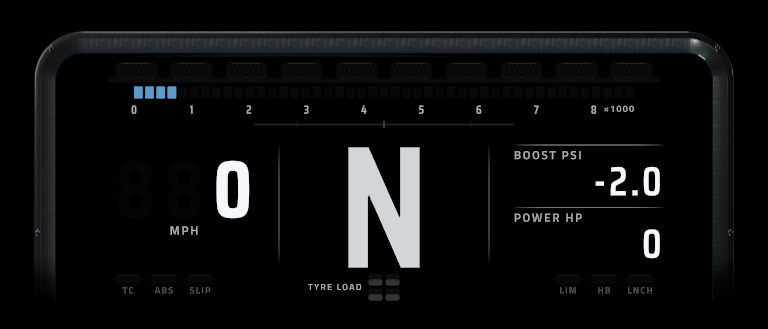 0 1 2 3 4 5 6 7 8 ×1000
0
MPH
N
BOOST PSI
-2.0
POWER HP
0
TC ABS SLIP
TYRE LOAD
LIM HB LNCH